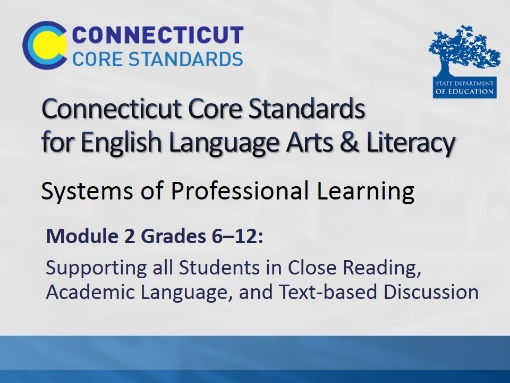 CONNECTICUT
CORE STANDARDS
STATE DEPARTMENT
OF EDUCATION
Connecticut Core Standards
for English Language Arts & Literacy
Systems of Professional Learning
Module 2 Grades 6–12:
Supporting all Students in Close Reading,
Academic Language, and Text-based Discussion